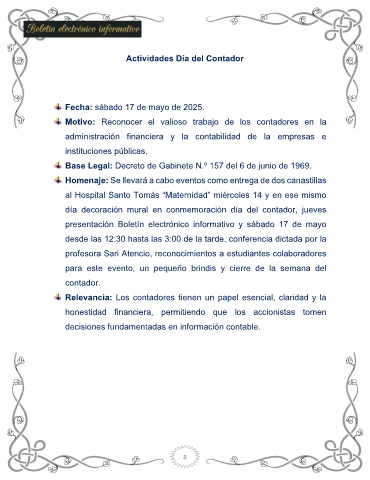 Boletín electrónico informativo
Actividades Día del Contador
Fecha: sábado 17 de mayo de 2025.
Motivo: Reconocer el valioso trabajo de los contadores en la
administración financiera y la contabilidad de la empresas e
instituciones públicas.
Base Legal: Decreto de Gabinete N.º 157 del 6 de junio de 1969.
Homenaje: Se llevará a cabo eventos como entrega de dos canastillas
al Hospital Santo Tomás “Maternidad” miércoles 14 y en ese mismo
día decoración mural en conmemoración día del contador, jueves
presentación Boletín electrónico informativo y sábado 17 de mayo
desde las 12:30 hasta las 3:00 de la tarde, conferencia dictada por la
profesora Sari Atencio, reconocimientos a estudiantes colaboradores
para este evento, un pequeño brindis y cierre de la semana del
contador.
Relevancia: Los contadores tienen un papel esencial, claridad y la
honestidad financiera, permitiendo que los accionistas tomen
decisiones fundamentadas en información contable.
8